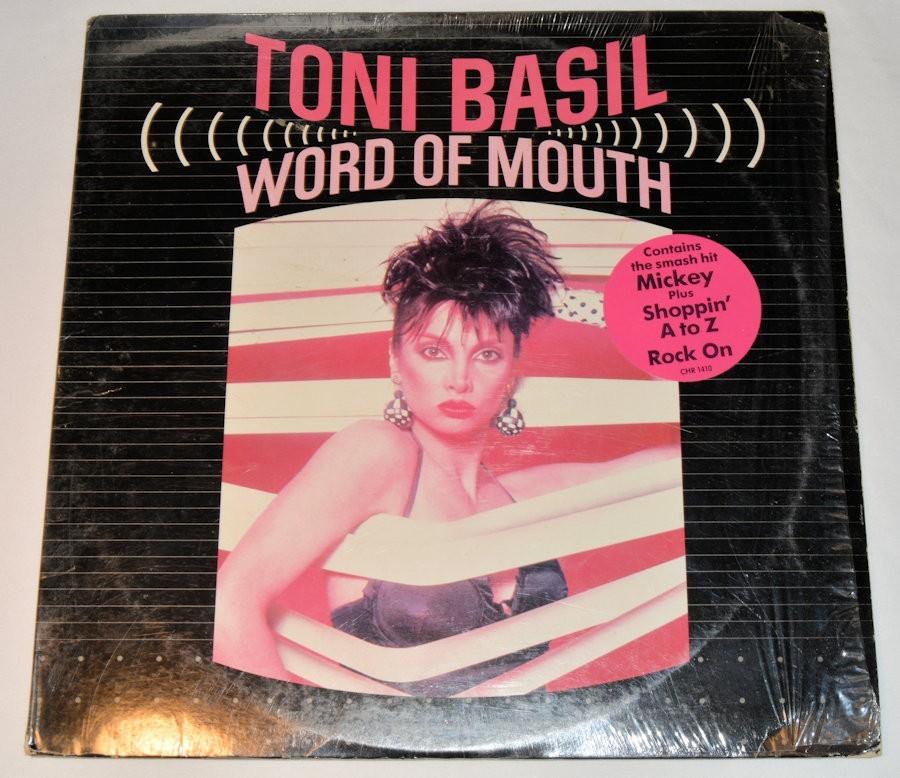 TONI BASIL
WORD OF MOUTH
Contains
the smash hit
Mickey
Plus
Shoppin'
A to Z
Rock On
CHR 1410